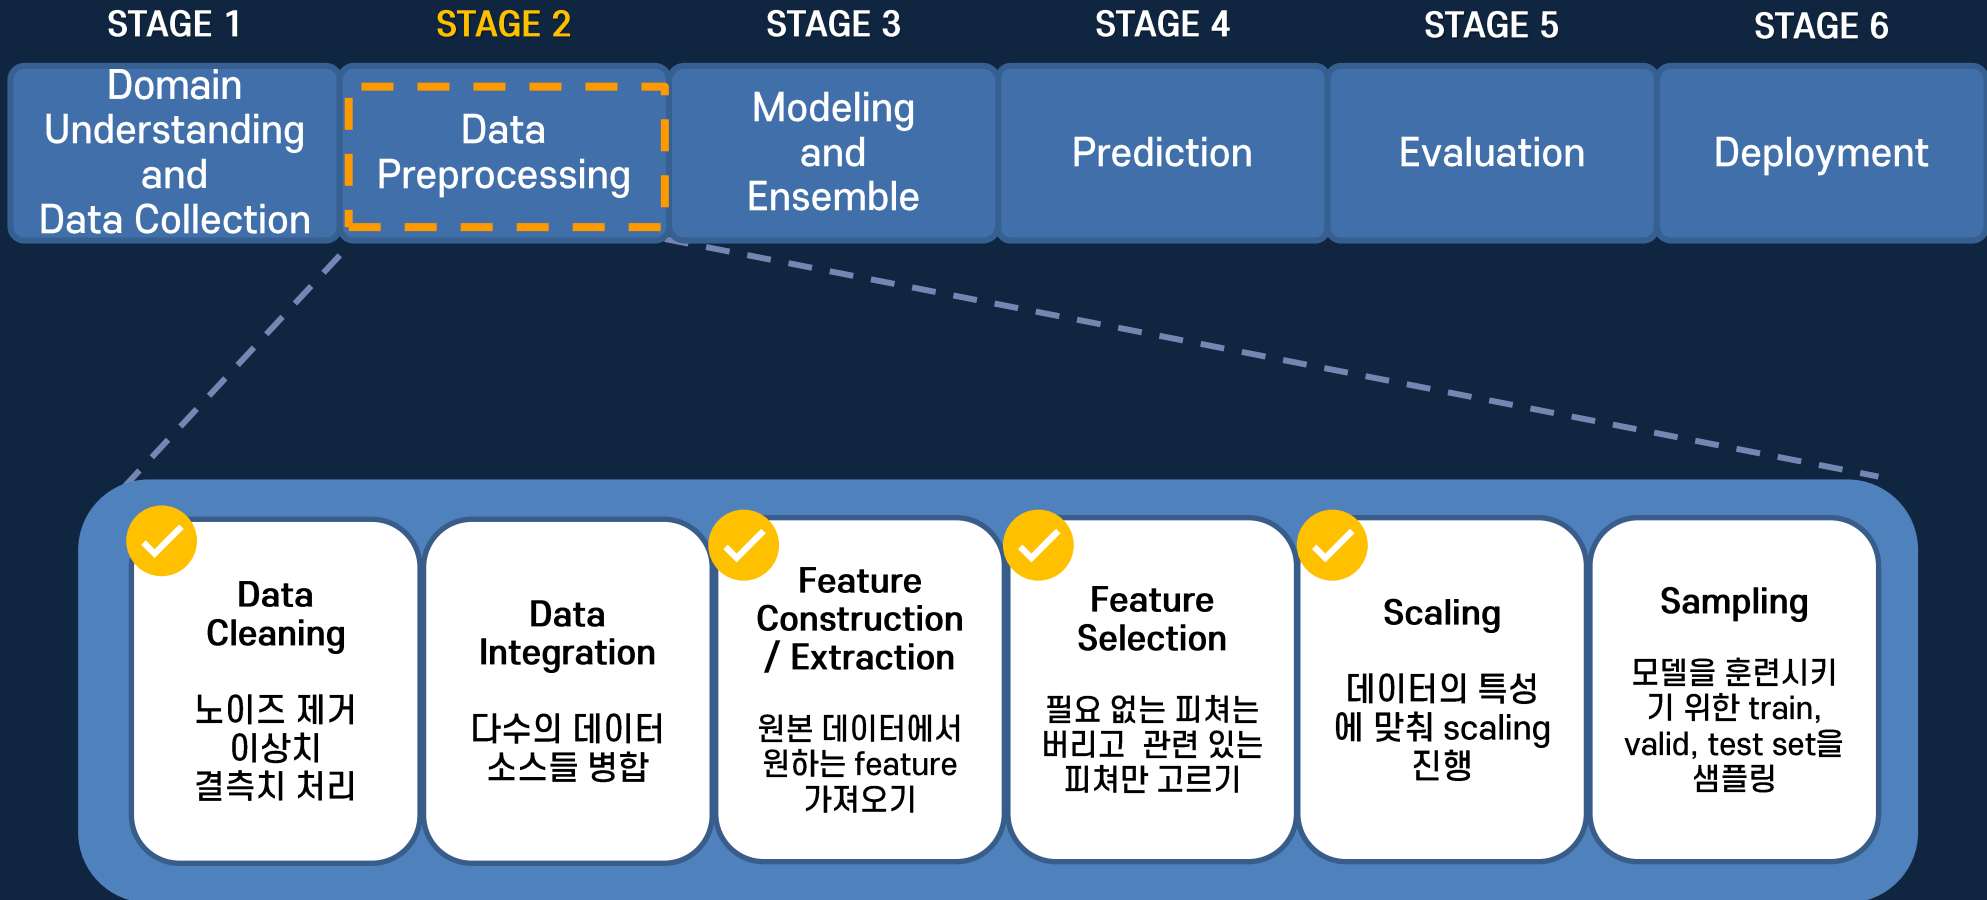 STAGE 1
STAGE 2
STAGE 3
STAGE 4
STAGE 5
STAGE 6
Domain
Understanding
and
Data Collection
Data
Preprocessing
Modeling
and
Ensemble
Prediction
Evaluation
Deployment
Data
Cleaning
노이즈 제거
이상치
결측치 처리
Data
Integration
다수의 데이터
소스들 병합
Feature
Construction
/ Extraction
원본 데이터에서
원하는 feature
가져오기
Feature
Selection
필요 없는 피쳐는
버리고 관련 있는
피쳐만 고르기
Scaling
데이터의 특성
에 맞춰 scaling
진행
Sampling
모델을 훈련시키
기 위한 train,
valid, test set을
샘플링